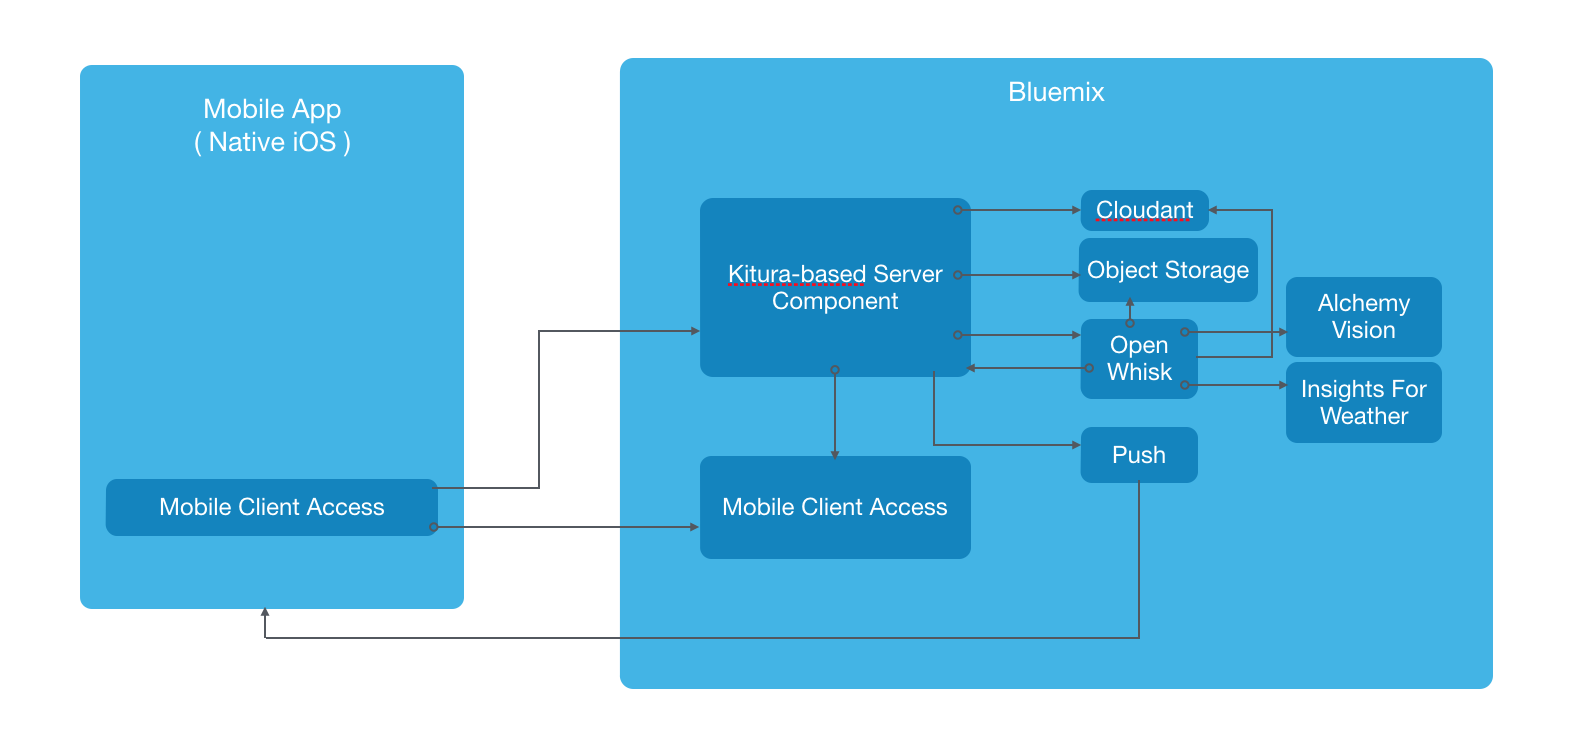 Mobile App
( Native iOS )
Mobile Client Access
Bluemix
Kitura-based Server
Component
Mobile Client Access
Cloudant
Object Storage
Open
Whisk
Push
Alchemy
Vision
Insights For
Weather